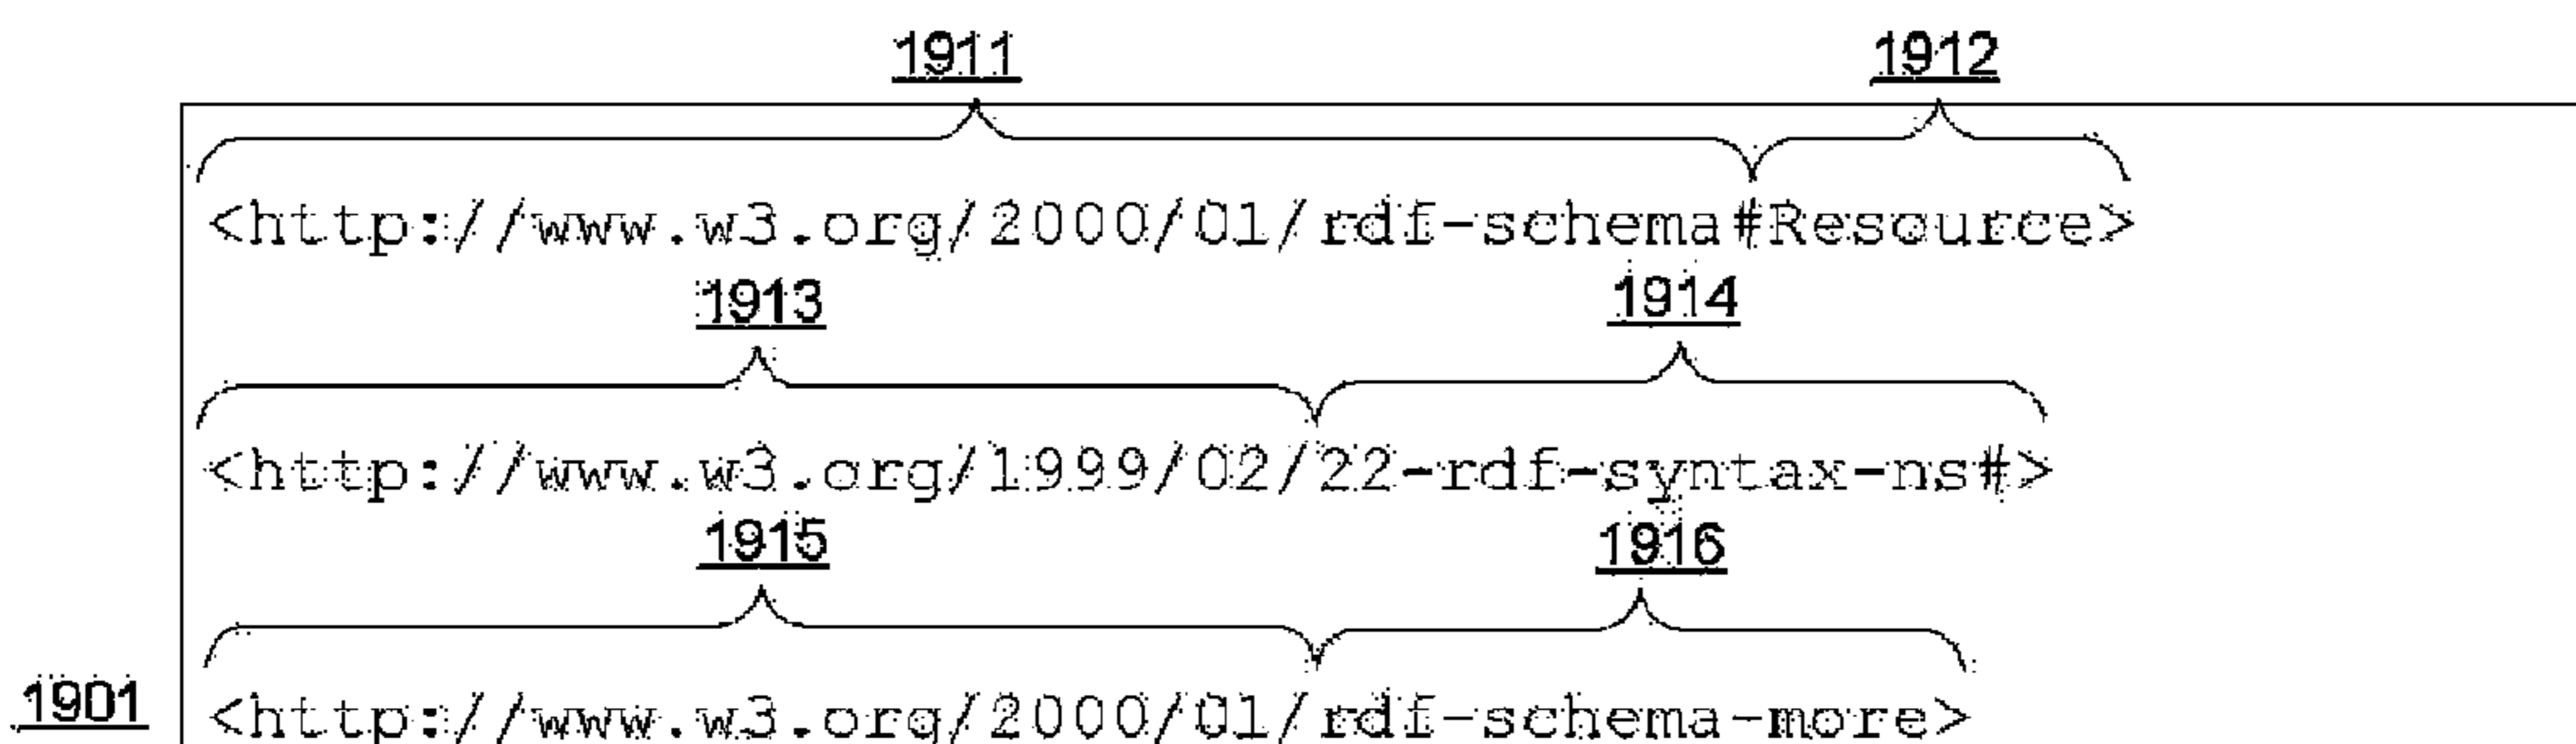 1911 1912
<http://www.w3.org/2000/01/rdf-schema#Resource>
1913 1914
<http://www.w3.org/1999/02/22-rdf-syntax-ns#>
1915 1916
1901 <http://www.w3.org/2000/01/rdf-schema-more>